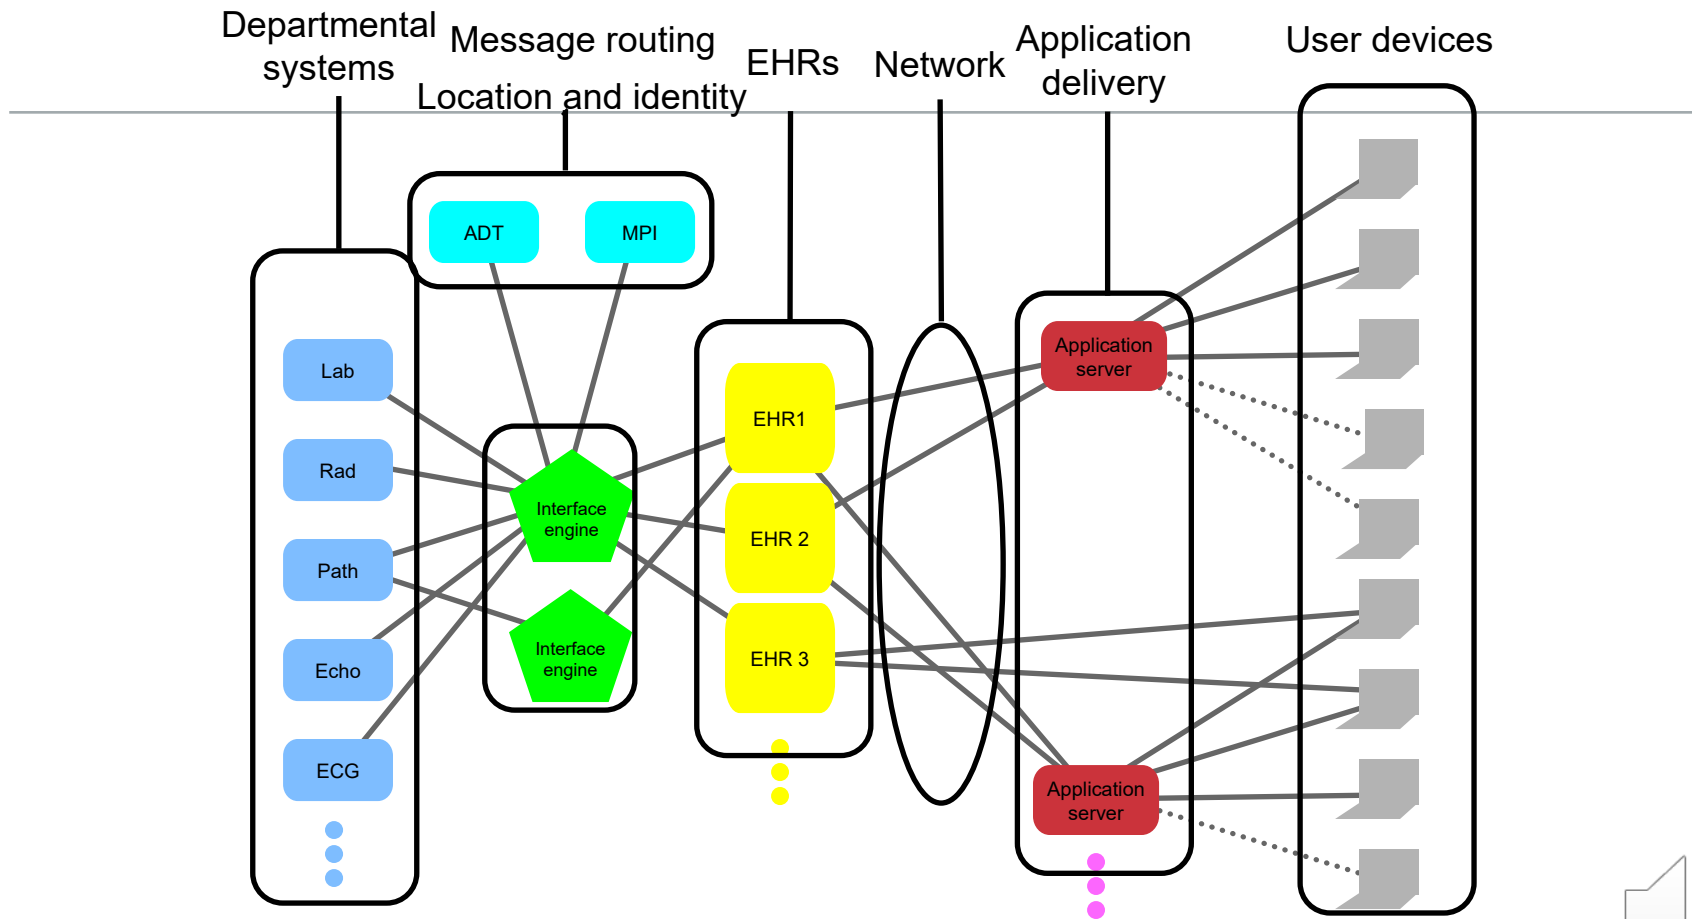 Departmental
systems
Message routing
Location and identity
EHRs
Network
Application
delivery
User devices
ADT
MPI
Lab
Rad
Path
Echo
ECG
Interface
engine
Interface
engine
EHR1
EHR 2
EHR 3
Application
server
Application
server